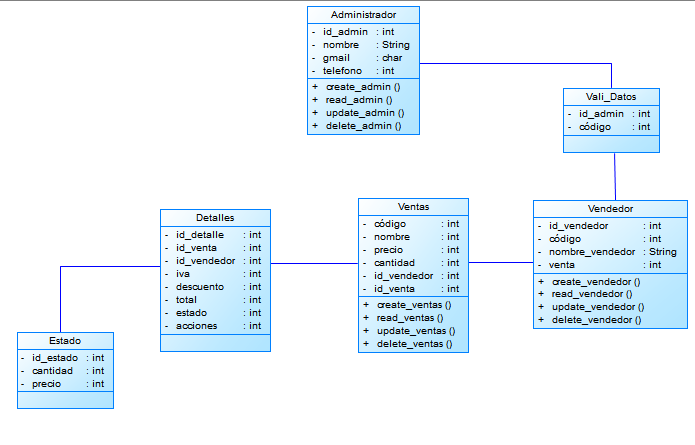 Administrador
- id_admin : int
- nombre : String
- gmail : char
- telefono : int
+ create_admin ()
+ read_admin ()
+ update_admin ()
+ delete_admin ()
Vali_Datos
- id_admin : int
- código : int
Detalles
- id_detalle : int
- id_venta : int
- id_vendedor : int
- iva : int
- descuento : int
- total : int
- estado : int
- acciones : int
Ventas
- código : int
- nombre : int
- precio : int
- cantidad : int
- id_vendedor : int
- id_venta : int
+ create_ventas ()
+ read_ventas ()
+ update_ventas ()
+ delete_ventas ()
Vendedor
- id_vendedor : int
- código : int
- nombre_vendedor : String
- venta : int
+ create_vendedor ()
+ read_vendedor ()
+ update_vendedor ()
+ delete_vendedor ()
Estado
- id_estado : int
- cantidad : int
- precio : int